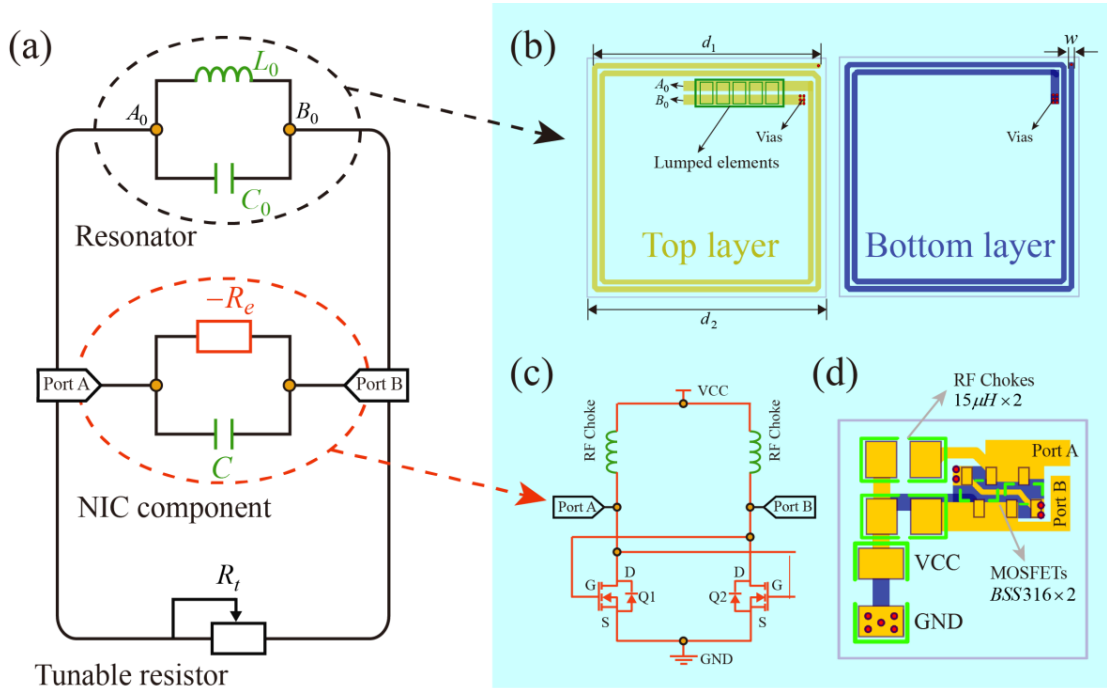 (a)
L₀
A₀
B₀
C₀
Resonator
−Rₑ
Port A
Port B
C
NIC component
Rₜ
Tunable resistor
(b)
d₁
w
A₀
B₀
Vias
Vias
Lumped elements
Top layer
Bottom layer
d₂
(c)
VCC
RF Choke
RF Choke
Port A
Port B
D
D
G
G
Q1
Q2
S
S
GND
(d)
RF Chokes
15μH×2
Port A
Port B
VCC
MOSFETs
BSS316×2
GND